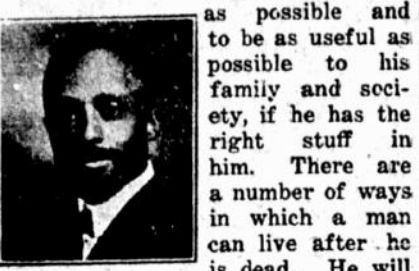 as possible and
to be as useful as
possible to his
family and soci-
ety, if he has the
right stuff in
him. There are
a number of ways
in which a man
can live after he
is dead. He will